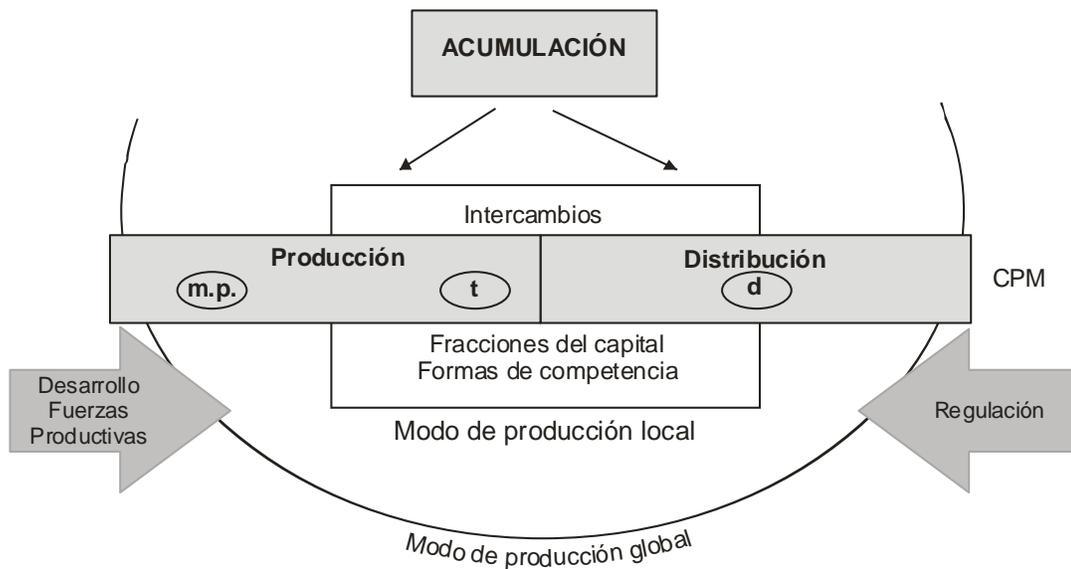 ACUMULACIÓN
Intercambios
Producción
Distribución
m.p.
t
d
CPM
Fracciones del capital
Formas de competencia
Desarrollo
Fuerzas
Productivas
Regulación
Modo de producción local
Modo de producción global